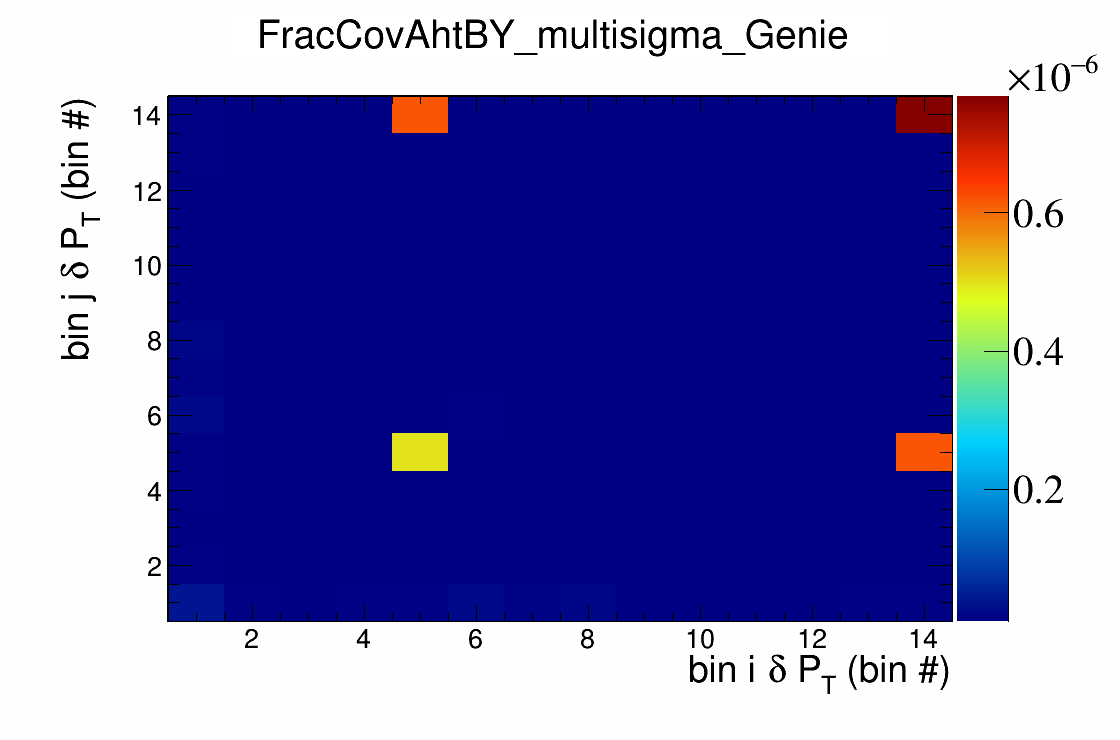 FracCovAhtBY_multisigma_Genie
×10⁻⁶
bin j δ P_T (bin #)
14
12
10
8
6
4
2
0.6
0.4
0.2
2 4 6 8 10 12 14
bin i δ P_T (bin #)